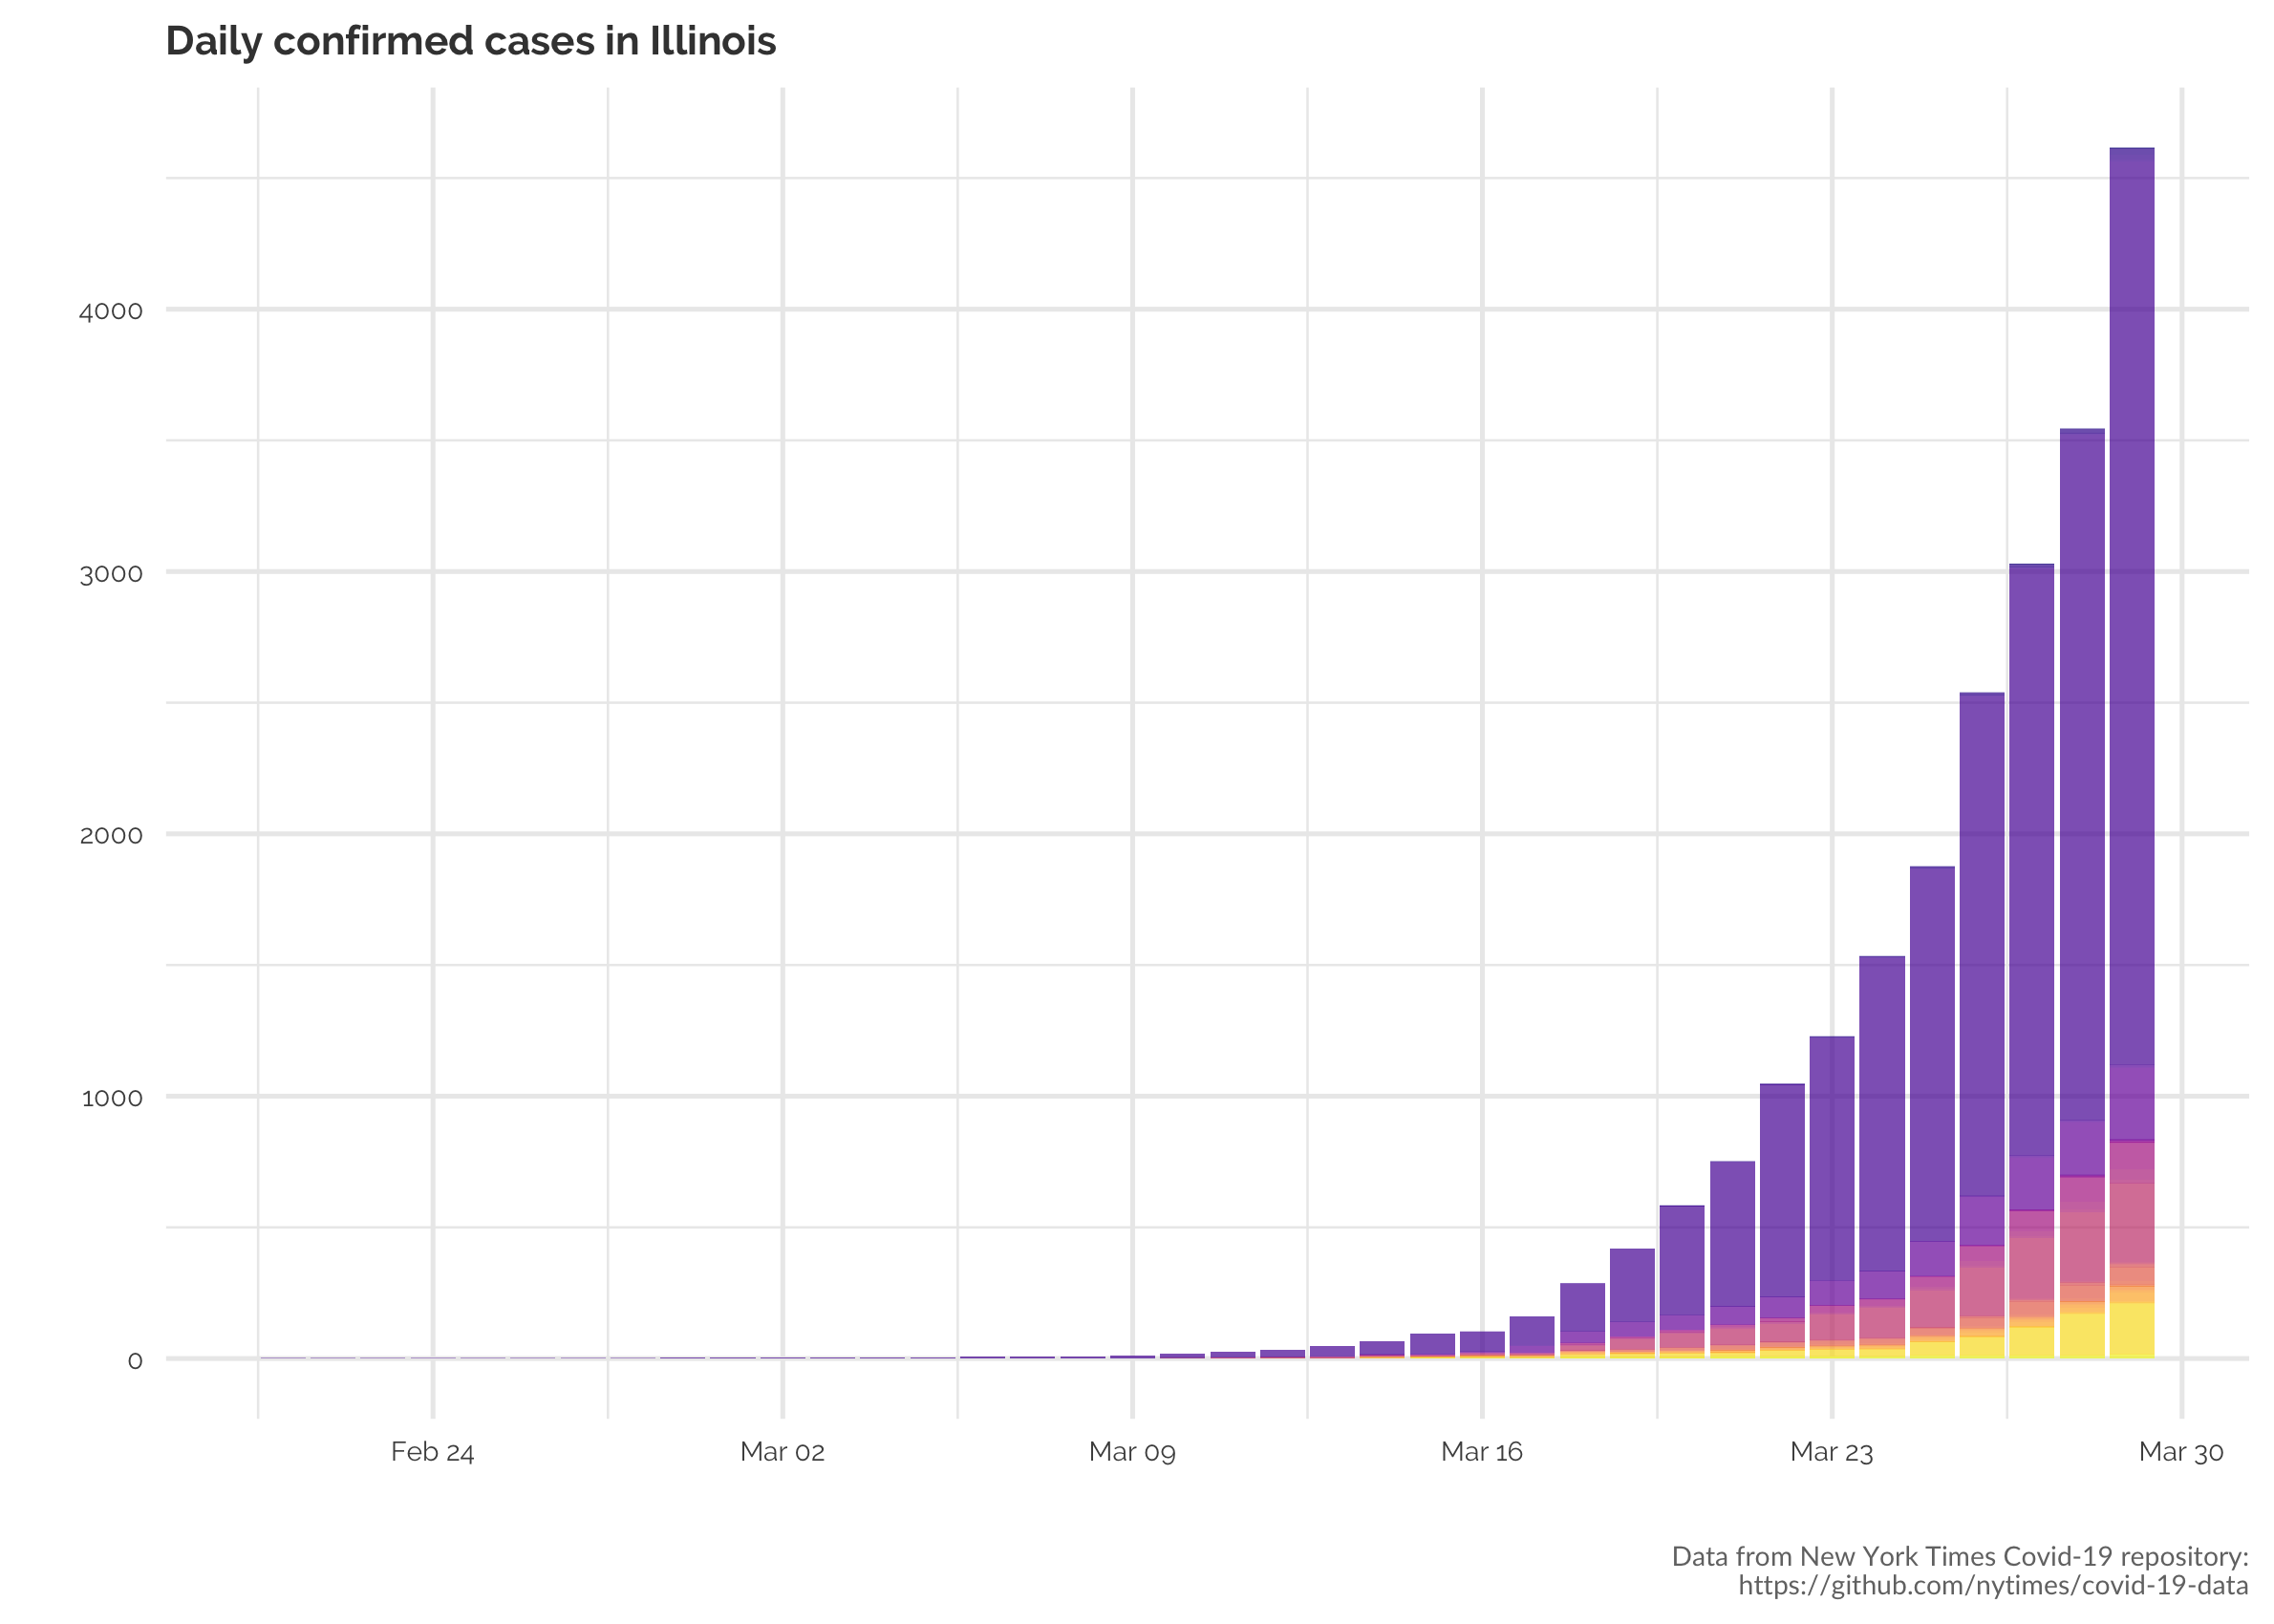 Daily confirmed cases in Illinois
4000
3000
2000
1000
0
Feb 24 Mar 02 Mar 09 Mar 16 Mar 23 Mar 30
Data from New York Times Covid-19 repository:
https://github.com/nytimes/covid-19-data